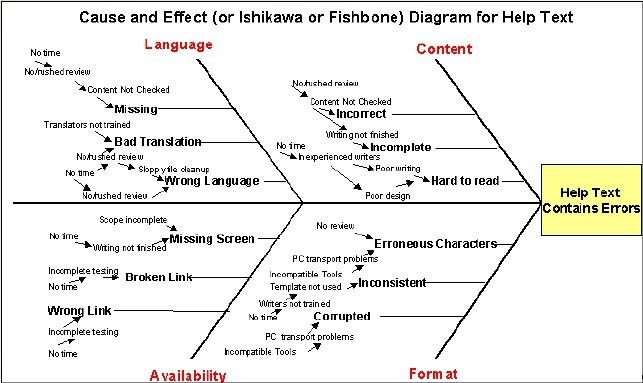 Cause and Effect (or Ishikawa or Fishbone) Diagram for Help Text
Language
Content
No time
No/rushed review
Content Not Checked
Missing
Translators not trained
Bad Translation
No/rushed review
Sloppy file cleanup
No time
Wrong Language
No/rushed review
No/rushed review
Content Not Checked
Incorrect
Writing not finished
Incomplete
No time
Inexperienced writers
Poor writing
Hard to read
Poor design
Help Text
Contains Errors
Scope incomplete
No time
Missing Screen
Writing not finished
Incomplete testing
Broken Link
No time
Wrong Link
Incomplete testing
No time
No review
Erroneous Characters
PC transport problems
Incompatible Tools
Template not used
Inconsistent
Writers not trained
No time
Corrupted
PC transport problems
Incompatible Tools
Availability
Format